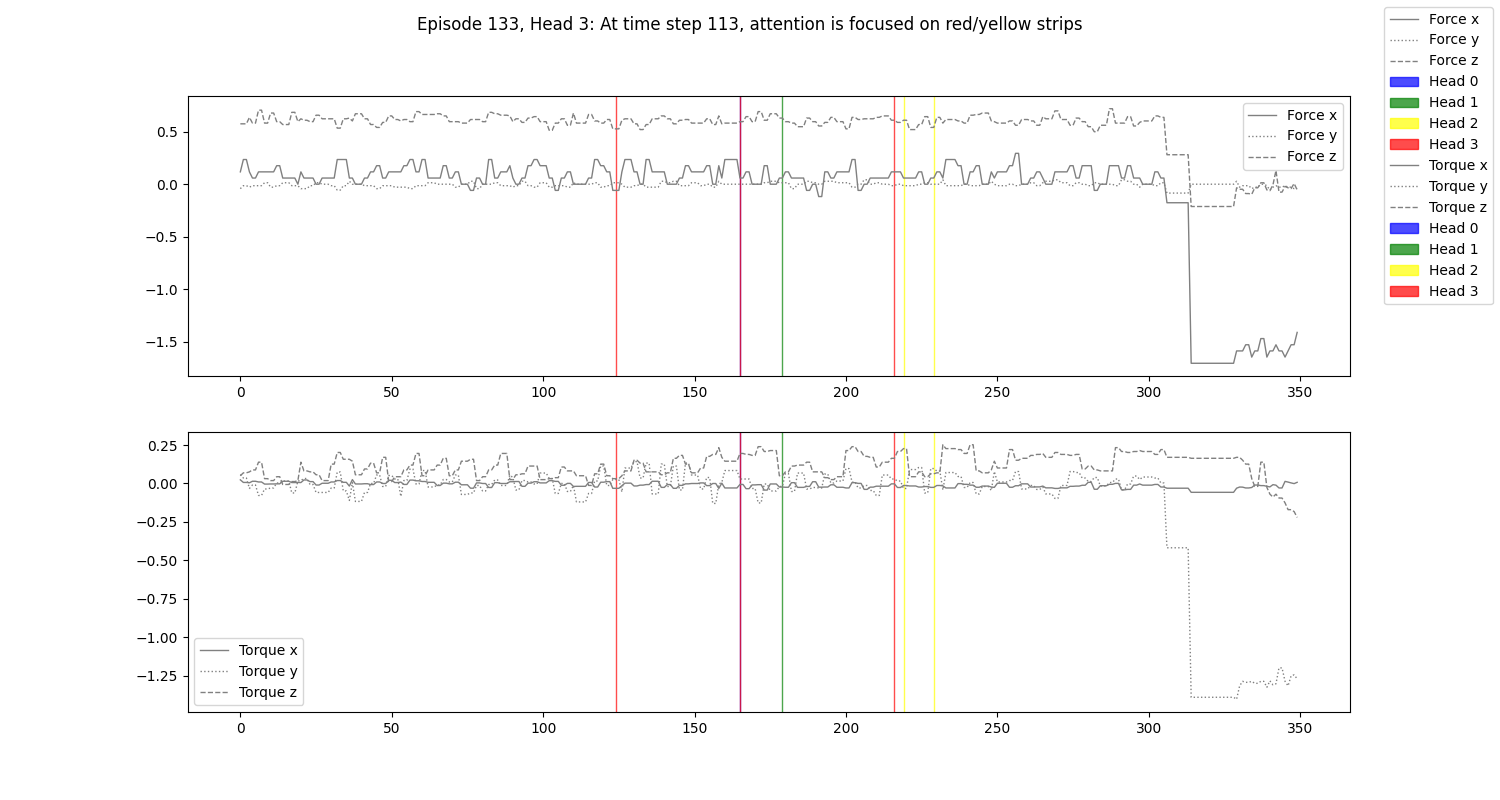 Episode 133, Head 3: At time step 113, attention is focused on red/yellow strips
Force x
Force y
Force z
Head 0
Head 1
Head 2
Head 3
Torque x
Torque y
Torque z
Head 0
Head 1
Head 2
Head 3
Force x
Force y
Force z
0.5
0.0
−0.5
−1.0
−1.5
0 50 100 150 200 250 300 350
0.25
0.00
−0.25
−0.50
−0.75
−1.00
−1.25
Torque x
Torque y
Torque z
0 50 100 150 200 250 300 350